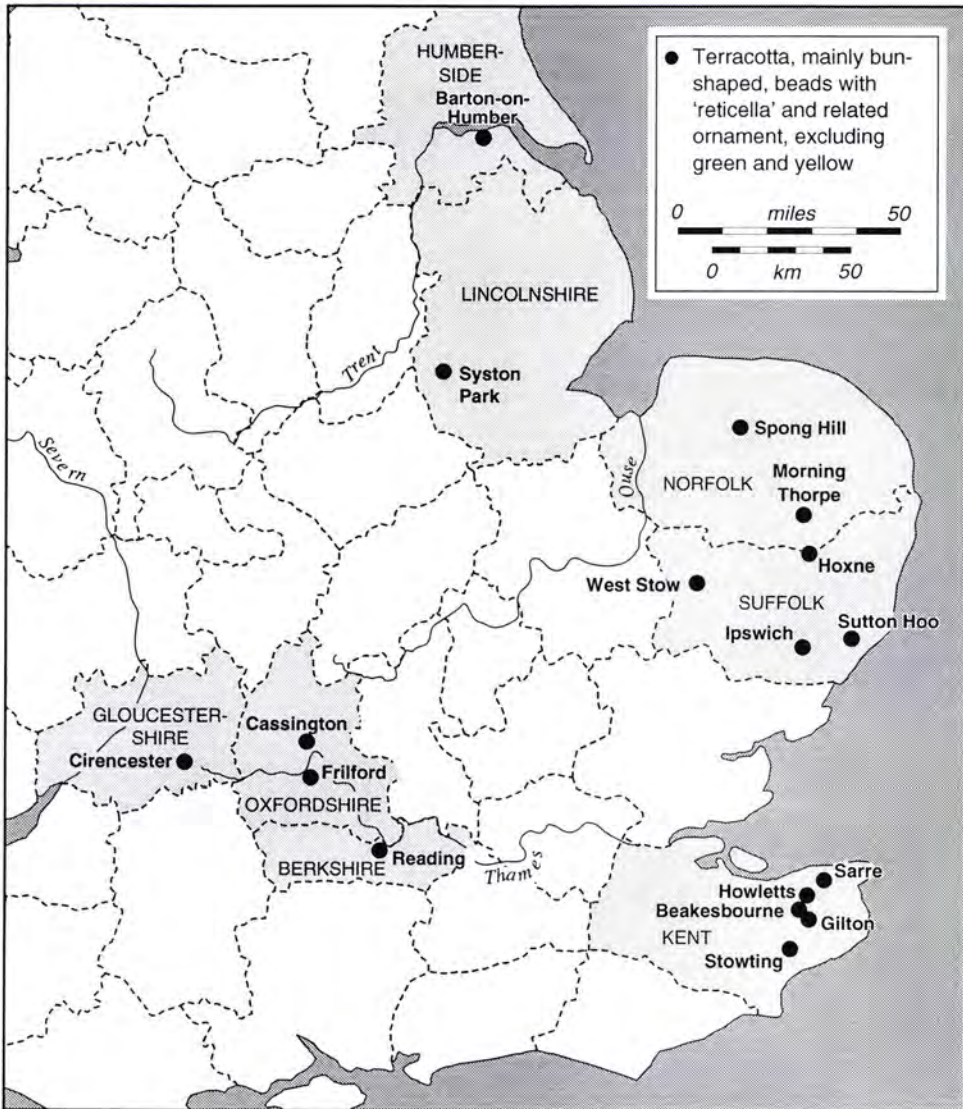 HUMBER-
SIDE
Barton-on-
Humber
Terracotta, mainly bun-
shaped, beads with
‘reticella’ and related
ornament, excluding
green and yellow
0 miles 50
0 km 50
LINCOLNSHIRE
Trent
Syston
Park
Severn
Ouse
Spong Hill
NORFOLK
Morning
Thorpe
Hoxne
West Stow
SUFFOLK
Ipswich
Sutton Hoo
GLOUCESTER-
SHIRE
Cirencester
Cassington
Frilford
OXFORDSHIRE
BERKSHIRE
Reading
Thames
Sarre
Howletts
Beakesbourne
Gilton
KENT
Stowting